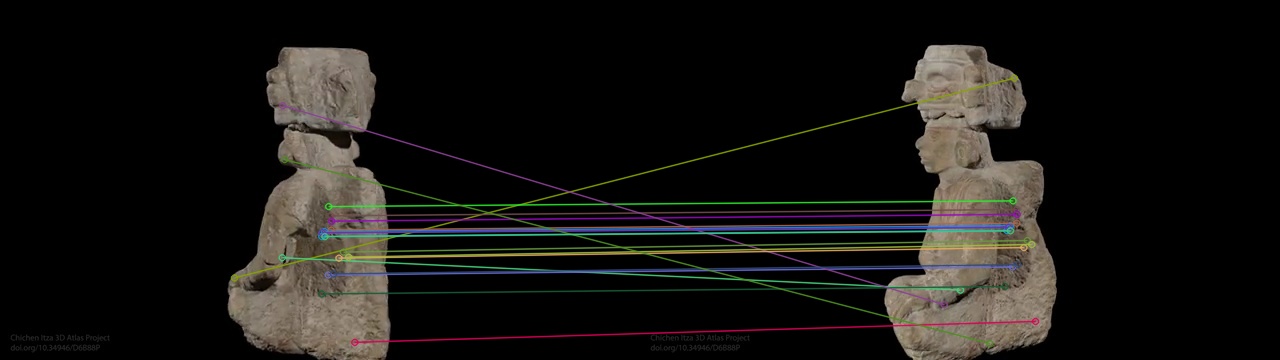 Chichen Itza 3D Atlas Project
doi.org/10.34946/D6B88P
Chichen Itza 3D Atlas Project
doi.org/10.34946/D6B88P